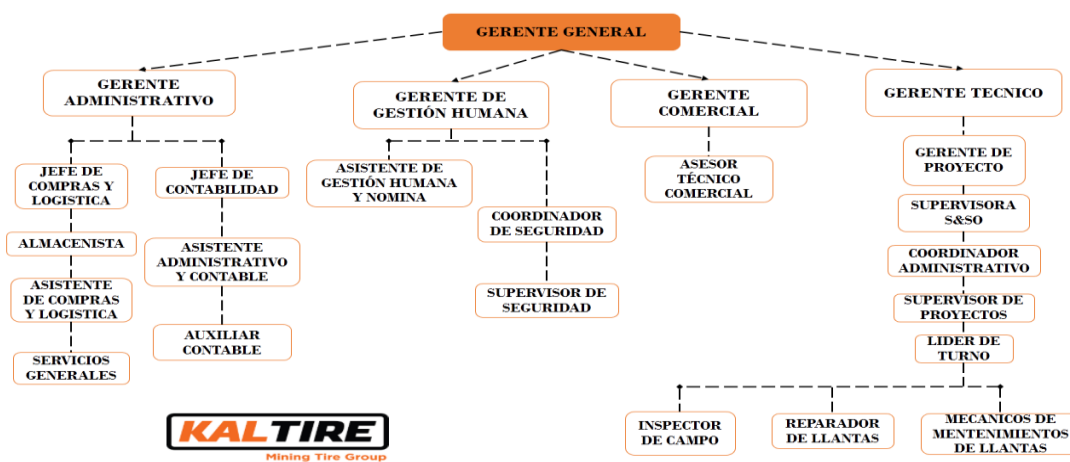 GERENTE GENERAL
GERENTE
ADMINISTRATIVO
GERENTE DE
GESTIÓN HUMANA
GERENTE
COMERCIAL
GERENTE TECNICO
JEFE DE
COMPRAS Y
LOGISTICA
JEFE DE
CONTABILIDAD
ASISTENTE DE
GESTIÓN HUMANA
Y NOMINA
ASESOR
TÉCNICO
COMERCIAL
GERENTE DE
PROYECTO
COORDINADOR
DE SEGURIDAD
SUPERVISORA
S&SO
ALMACENISTA
ASISTENTE
ADMINISTRATIVO
Y CONTABLE
COORDINADOR
ADMINISTRATIVO
ASISTENTE
DE COMPRAS
Y LOGISTICA
SUPERVISOR DE
SEGURIDAD
SUPERVISOR DE
PROYECTOS
AUXILIAR
CONTABLE
LIDER DE
TURNO
SERVICIOS
GENERALES
INSPECTOR
DE CAMPO
REPARADOR
DE LLANTAS
MECANICOS DE
MENTENIMIENTOS
DE LLANTAS
KALTIRE
Mining Tire Group